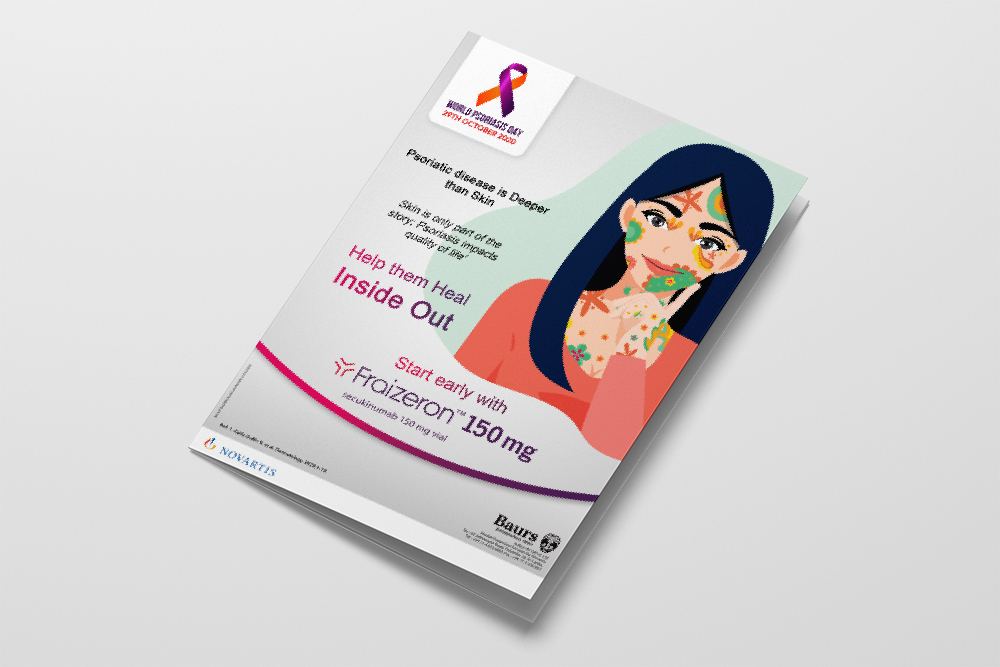 WORLD PSORIASIS DAY
29TH OCTOBER 2020
Psoriatic disease is Deeper
than Skin
Skin is only part of the
story; Psoriasis impacts
quality of life¹
Help them Heal
Inside Out
Start early with
Fraizeron™ 150 mg
secukinumab 150 mg vial
NOVARTIS
Baurs